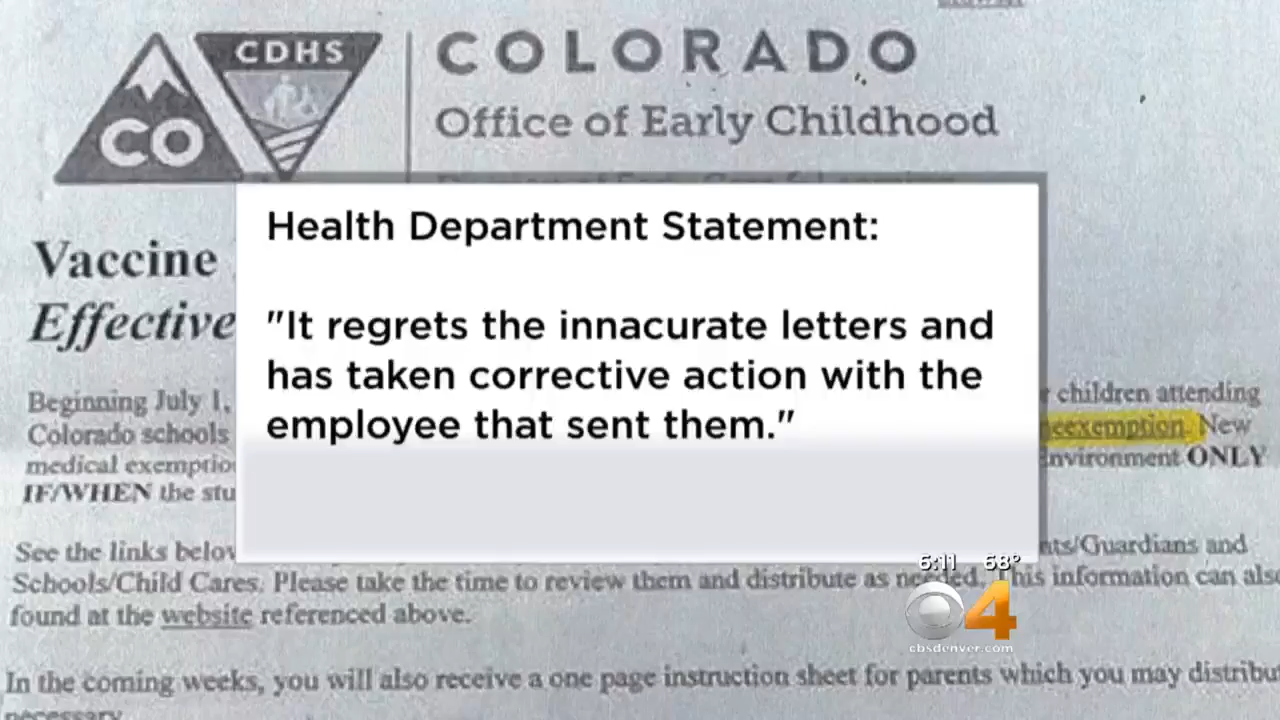 CO
CDHS
COLORADO
Office of Early Childhood
Health Department Statement:
"It regrets the innacurate letters and
has taken corrective action with the
employee that sent them."
Vaccine
Effective
Beginning July 1, children attending
Colorado schools New
medical exemptio nvironment ONLY
IF/WHEN the stu
See the links below nts/Guardians and
Schools/Child Cares. Please take the time to review them and distribute as needed. This information can also
found at the website referenced above.
In the coming weeks, you will also receive a one page instruction sheet for parents which you may distribu
necessary.
6:11 68°
4
cbsdenver.com